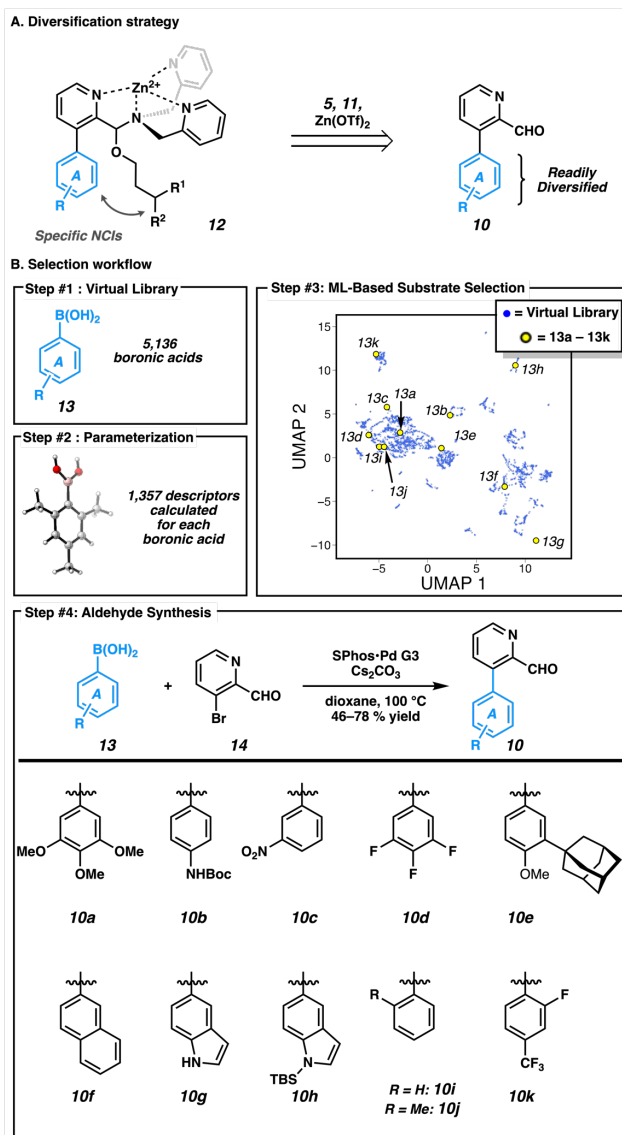 A. Diversification strategy
N
Zn2+
N
N
N
O
A
R
R1
R2
Specific NCIs
12
5, 11,
Zn(OTf)2
N
CHO
A
R
10
Readily
Diversified
B. Selection workflow
Step #1 : Virtual Library
B(OH)2
A
R
13
5,136
boronic acids
Step #2 : Parameterization
1,357 descriptors
calculated
for each
boronic acid
Step #3: ML-Based Substrate Selection
= Virtual Library
= 13a – 13k
UMAP 2
15
10
5
0
−5
−10
13k
13h
13c
13a
13b
13d
13e
13i
13j
13f
13g
−5
0
5
10
UMAP 1
Step #4: Aldehyde Synthesis
B(OH)2
A
R
13
+
N
CHO
Br
14
SPhos·Pd G3
Cs2CO3
dioxane, 100 °C
46–78 % yield
N
CHO
A
R
10
MeO
OMe
OMe
10a
NHBoc
10b
O2N
10c
F
F
F
10d
OMe
10e
10f
HN
10g
N
TBS
10h
R
R = H: 10i
R = Me: 10j
F
CF3
10k